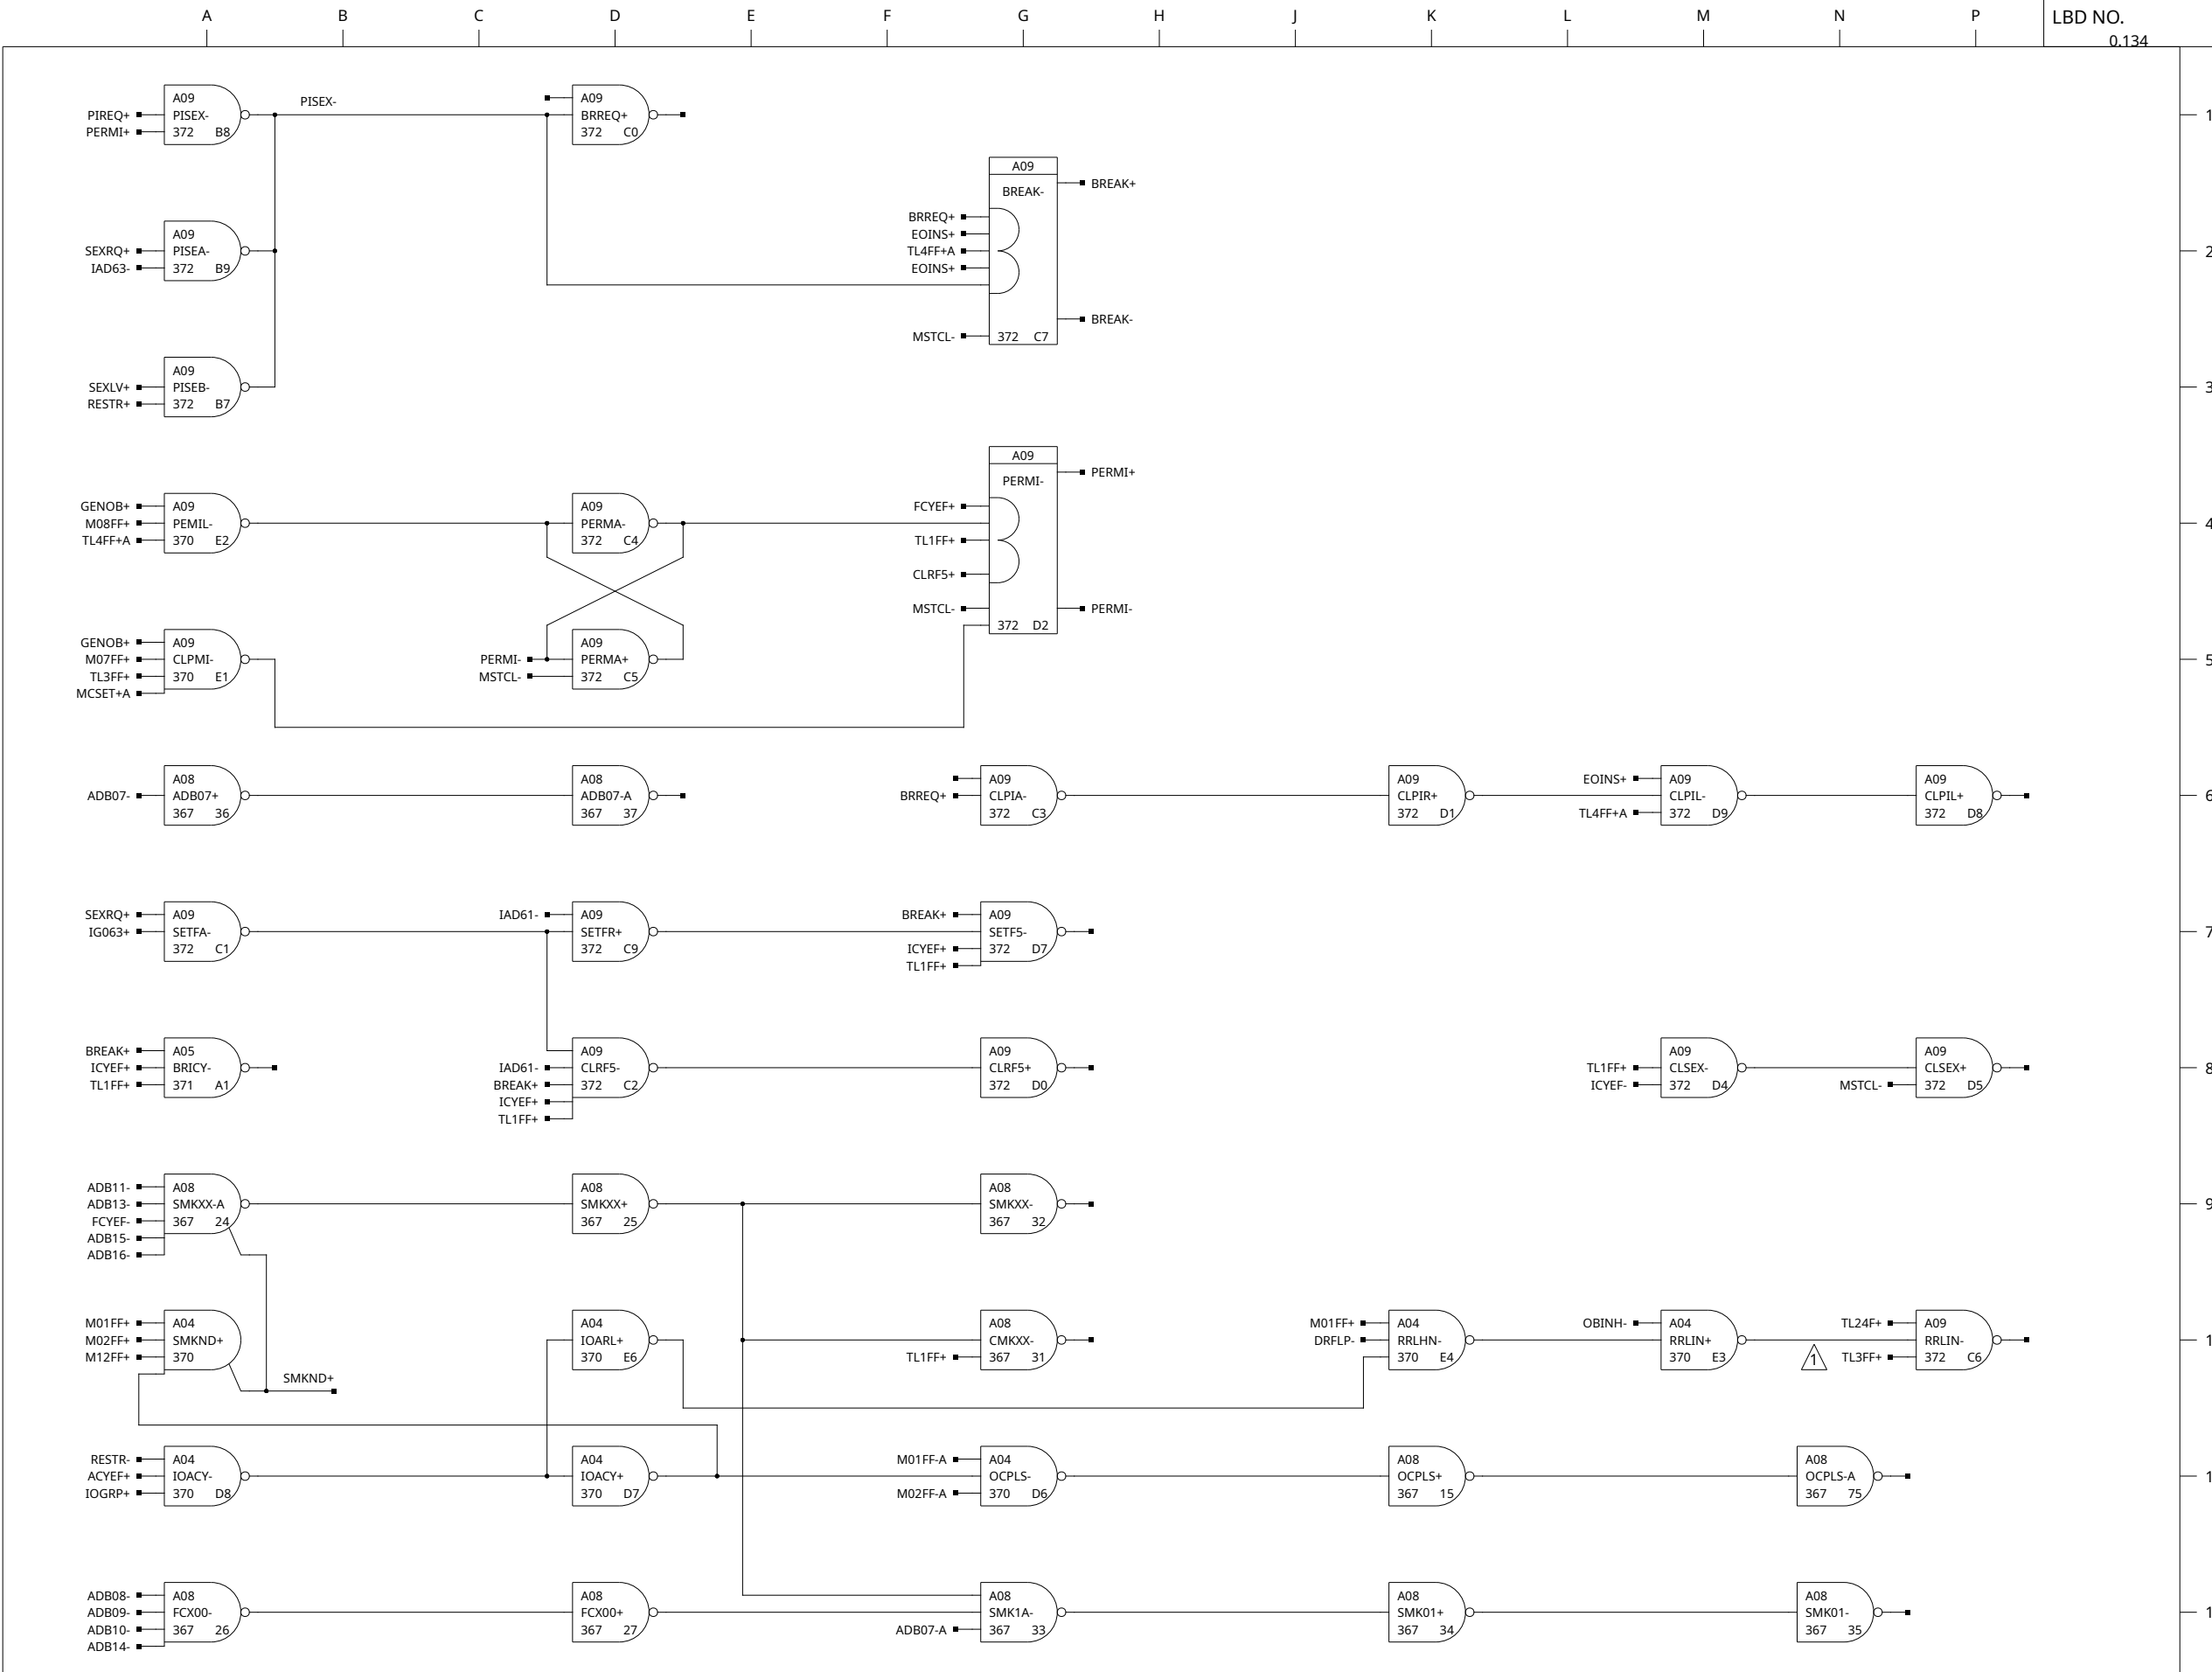 A B C D E F G H J K L M N P LBD NO.
0.134
A09 PISEX- 372 B8
PIREQ+
PERMI+
PISEX-
A09 BRREQ+ 372 C0
1
A09 BREAK- 372 C7
BREAK+
BRREQ+
EOINS+
TL4FF+A
EOINS+
MSTCL-
BREAK-
SEXRQ+
IAD63-
A09 PISEA- 372 B9
2
SEXLV+
RESTR+
A09 PISEB- 372 B7
3
A09 PERMI- 372 D2
PERMI+
FCYEF+
TL1FF+
CLRF5+
MSTCL-
PERMI-
GENOB+
M08FF+
TL4FF+A
A09 PEMIL- 370 E2
A09 PERMA- 372 C4
4
GENOB+
M07FF+
TL3FF+
MCSET+A
A09 CLPMI- 370 E1
PERMI-
MSTCL-
A09 PERMA+ 372 C5
5
ADB07-
A08 ADB07+ 367 36
A08 ADB07-A 367 37
BRREQ+
A09 CLPIA- 372 C3
A09 CLPIR+ 372 D1
EOINS+
TL4FF+A
A09 CLPIL- 372 D9
A09 CLPIL+ 372 D8
6
SEXRQ+
IG063+
A09 SETFA- 372 C1
IAD61-
A09 SETFR+ 372 C9
BREAK+
ICYEF+
TL1FF+
A09 SETF5- 372 D7
7
BREAK+
ICYEF+
TL1FF+
A05 BRICY- 371 A1
IAD61-
BREAK+
ICYEF+
TL1FF+
A09 CLRF5- 372 C2
A09 CLRF5+ 372 D0
TL1FF+
ICYEF-
A09 CLSEX- 372 D4
MSTCL-
A09 CLSEX+ 372 D5
8
ADB11-
ADB13-
FCYEF-
ADB15-
ADB16-
A08 SMKXX-A 367 24
A08 SMKXX+ 367 25
A08 SMKXX- 367 32
9
M01FF+
M02FF+
M12FF+
A04 SMKND+ 370
SMKND+
A04 IOARL+ 370 E6
TL1FF+
A08 CMKXX- 367 31
M01FF+
DRFLP-
A04 RRLHN- 370 E4
OBINH-
A04 RRLIN+ 370 E3
1
TL24F+
TL3FF+
A09 RRLIN- 372 C6
1
RESTR-
ACYEF+
IOGRP+
A04 IOACY- 370 D8
A04 IOACY+ 370 D7
M01FF-A
M02FF-A
A04 OCPLS- 370 D6
A08 OCPLS+ 367 15
A08 OCPLS-A 367 75
1
ADB08-
ADB09-
ADB10-
ADB14-
A08 FCX00- 367 26
A08 FCX00+ 367 27
ADB07-A
A08 SMK1A- 367 33
A08 SMK01+ 367 34
A08 SMK01- 367 35
1